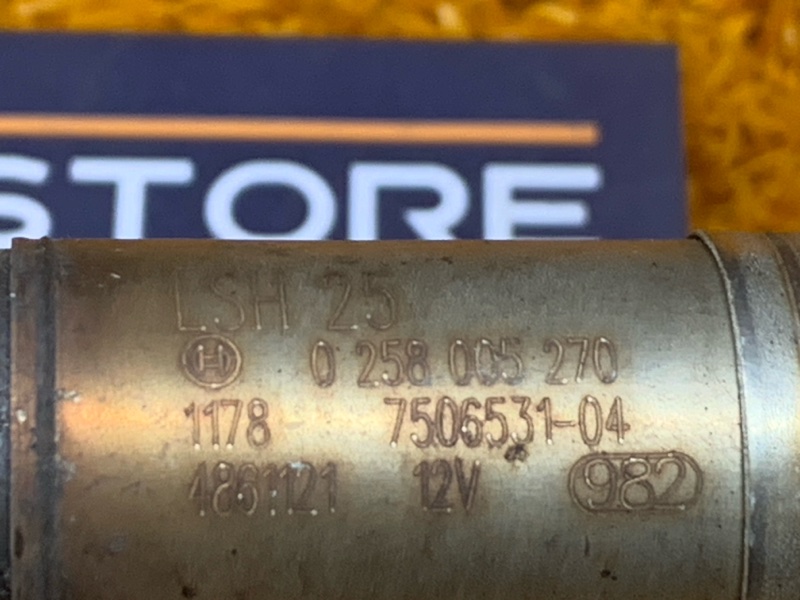 STORE
LSH 25
0 258 005 270
1178 7506531-04
4861121 12V 982